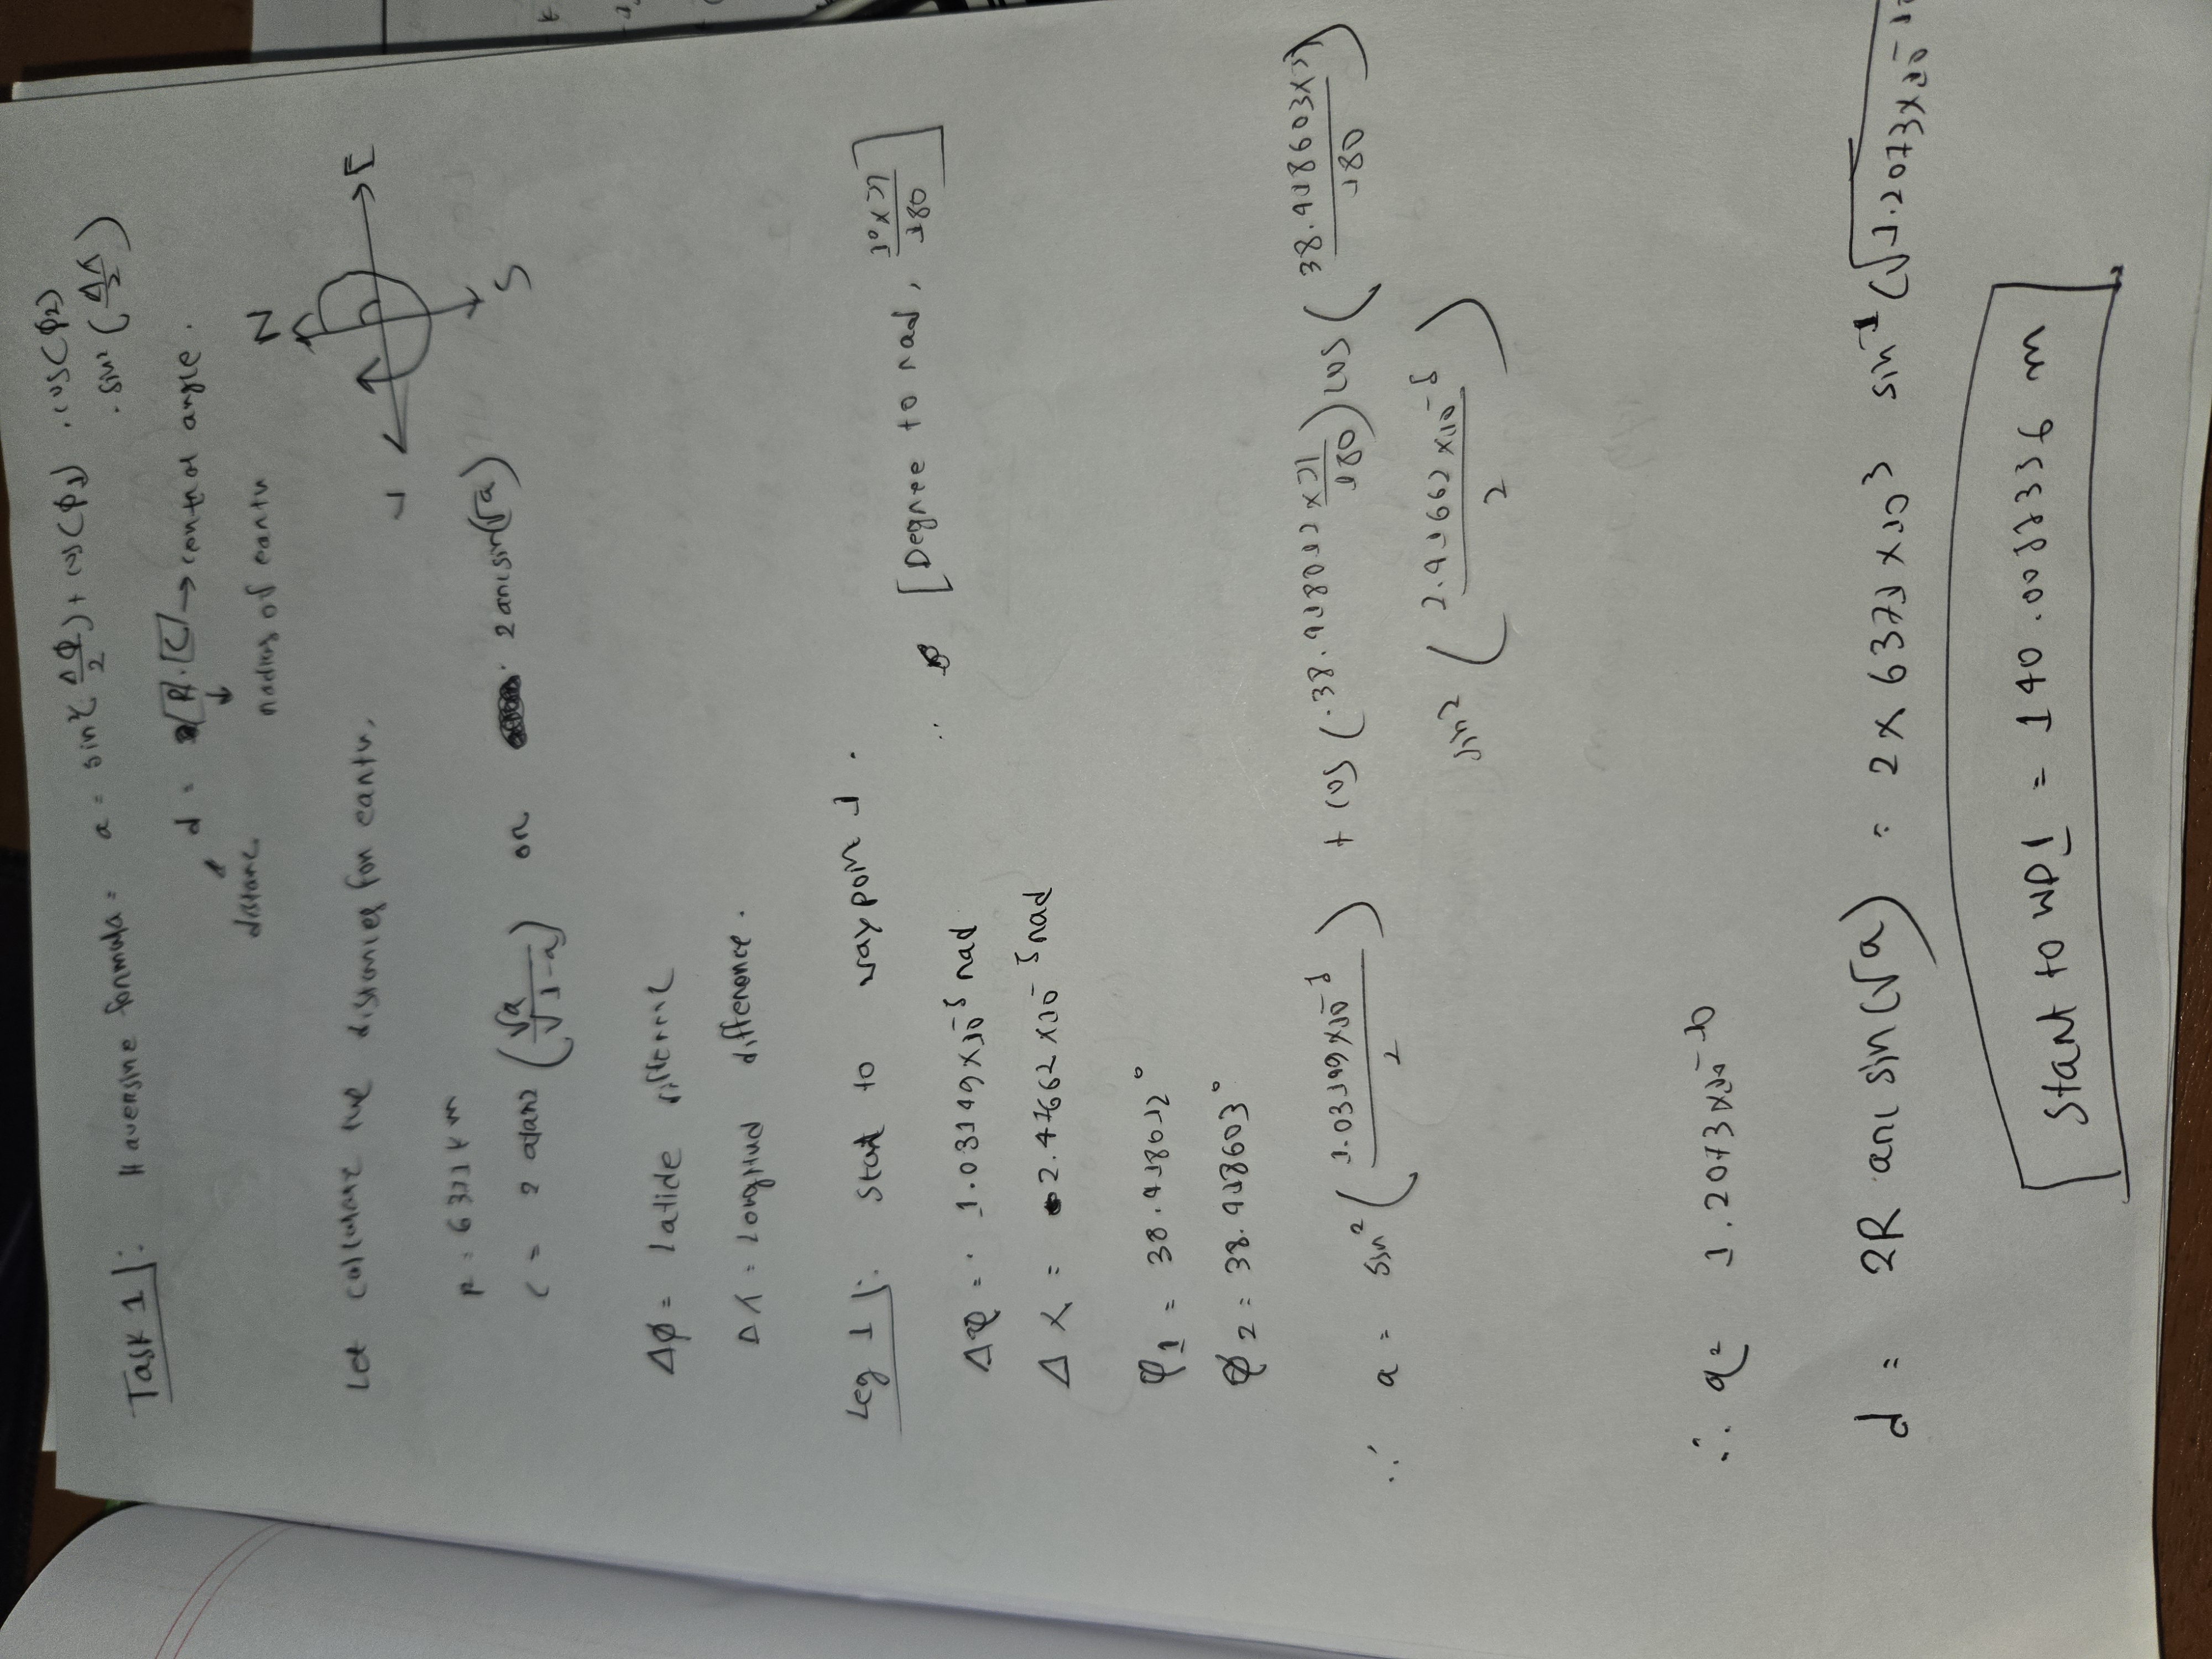 Task 1 : Haversine formula = a = sin²(Δφ/2) + cos(φ1) . cos(φ2)
. sin² (Δλ/2)
d = R . C → central angle .
distanc radius of earth
N
Let calculate the distances for earth.
E
R = 6371 km
S
c = 2 atan2 (√a/√1-a) or 2 arcsin(√a)
Δφ = latide
Δλ = Longitud difference .
Leg 1 : Start to waypoint 1 .
[Degree to rad, 10×π/180]
Δφ = 1.03149×10⁻⁵ rad
Δλ = 2.41662×10⁻⁵ rad
φ1 = 38.418012°
φ2 = 38.418603°
∴ a = sin² (1.03149×10⁻⁵/2) + cos (38.418012×π/180) cos (38.418603×π/180)
sin² (2.41662×10⁻⁵/2)
∴ a = 1.2073×10⁻¹⁰
d = 2R arc sin(√a) = 2×6371×10³ sin⁻¹(√1.2073×10⁻¹⁰
Start to WP1 = 140.0037336 m